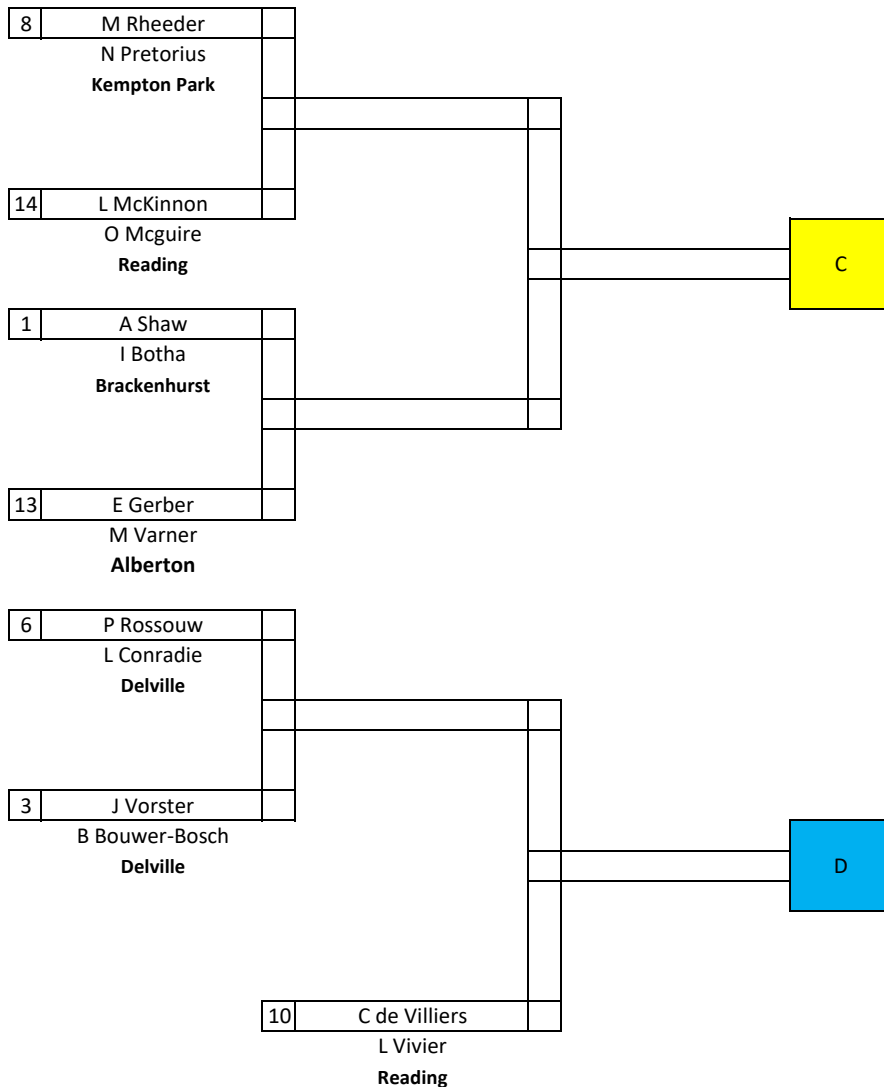 8 M Rheeder
N Pretorius
Kempton Park
14 L McKinnon
O Mcguire
Reading
C
1 A Shaw
I Botha
Brackenhurst
13 E Gerber
M Varner
Alberton
6 P Rossouw
L Conradie
Delville
3 J Vorster
B Bouwer-Bosch
Delville
D
10 C de Villiers
L Vivier
Reading